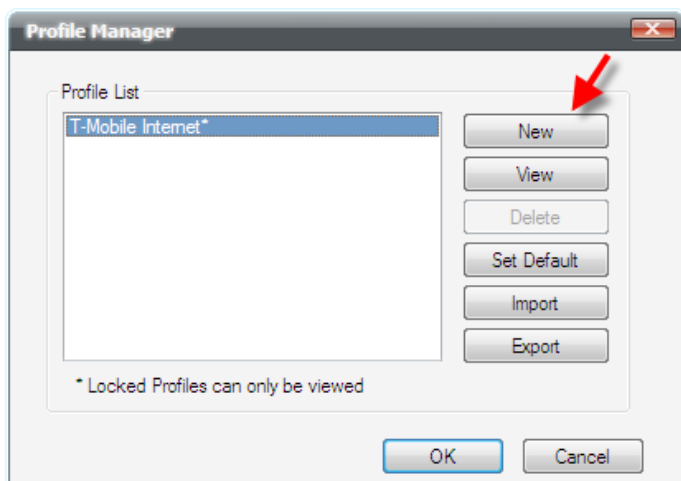 Profile Manager
Profile List
T-Mobile Internet*
New
View
Delete
Set Default
Import
Export
* Locked Profiles can only be viewed
OK
Cancel